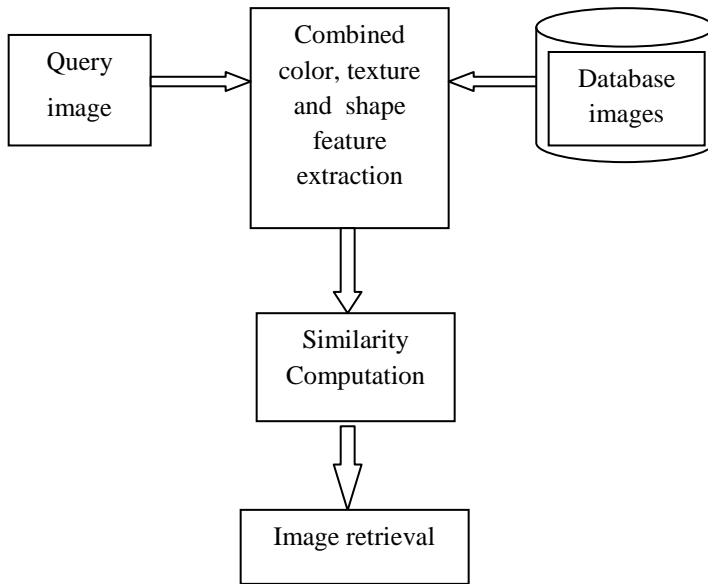 Query
image
Combined
color, texture
and shape
feature
extraction
Database
images
Similarity
Computation
Image retrieval